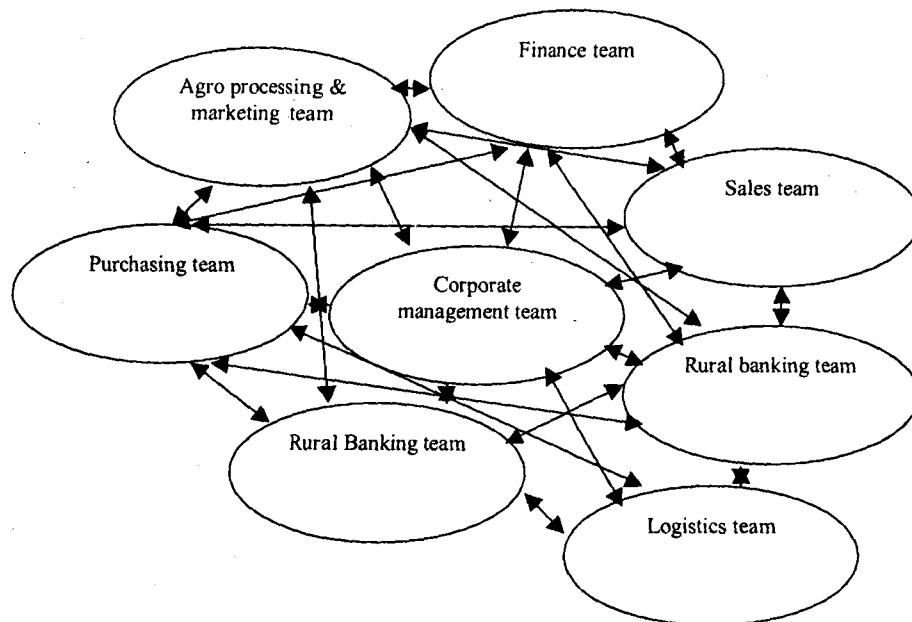 Finance team
Agro processing &
marketing team
Sales team
Purchasing team
Corporate
management team
Rural banking team
Rural Banking team
Logistics team